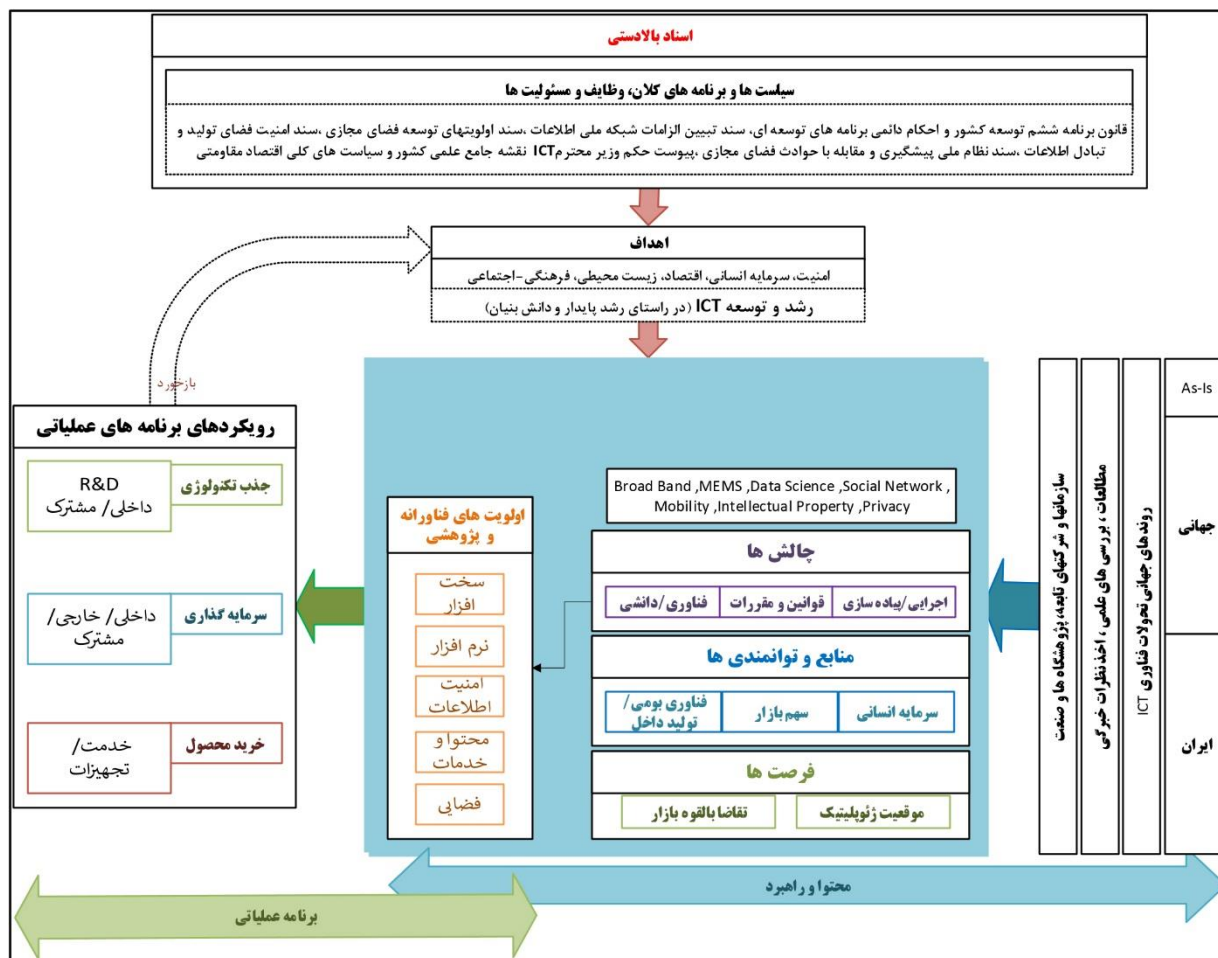 اسناد بالادستی
سیاست ها و برنامه های کلان، وظایف و مسئولیت ها
قانون برنامه ششم توسعه کشور و احکام دائمی برنامه های توسعه ای، سند تبیین الزامات شبکه ملی اطلاعات ،سند اولویتهای توسعه فضای مجازی ،سند امنیت فضای تولید و
تبادل اطلاعات ،سند نظام ملی پیشگیری و مقابله با حوادث فضای مجازی ،پیوست حکم وزیر محترم ICT نقشه جامع علمی کشور و سیاست های کلی اقتصاد مقاومتی
اهداف
امنیت، سرمایه انسانی، اقتصاد، زیست محیطی، فرهنگی-اجتماعی
رشد و توسعه ICT (در راستای رشد پایدار و دانش بنیان)
As-Is
جهانی
ایران
روندهای جهانی تحولات فناوری ICT
مطالعات ، بررسی های علمی ، اخذ نظرات خبرگی
سازمانها و شرکتهای تابعه، پژوهشگاه ها و صنعت
Broad Band ,MEMS ,Data Science ,Social Network ,
Mobility ,Intellectual Property ,Privacy
چالش ها
اجرایی/پیاده سازی
قوانین و مقررات
فناوری/دانشی
منابع و توانمندی ها
سرمایه انسانی
سهم بازار
فناوری بومی/
تولید داخل
فرصت ها
موقعیت ژئوپلیتیک
تقاضا بالقوه بازار
اولویت های فناورانه
و پژوهشی
سخت
افزار
نرم افزار
امنیت
اطلاعات
محتوا و
خدمات
فضایی
بازخورد
رویکردهای برنامه های عملیاتی
جذب تکنولوژی
R&D
داخلی/ مشترک
سرمایه گذاری
داخلی/ خارجی/
مشترک
خرید محصول
خدمت/
تجهیزات
محتوا و راهبرد
برنامه عملیاتی